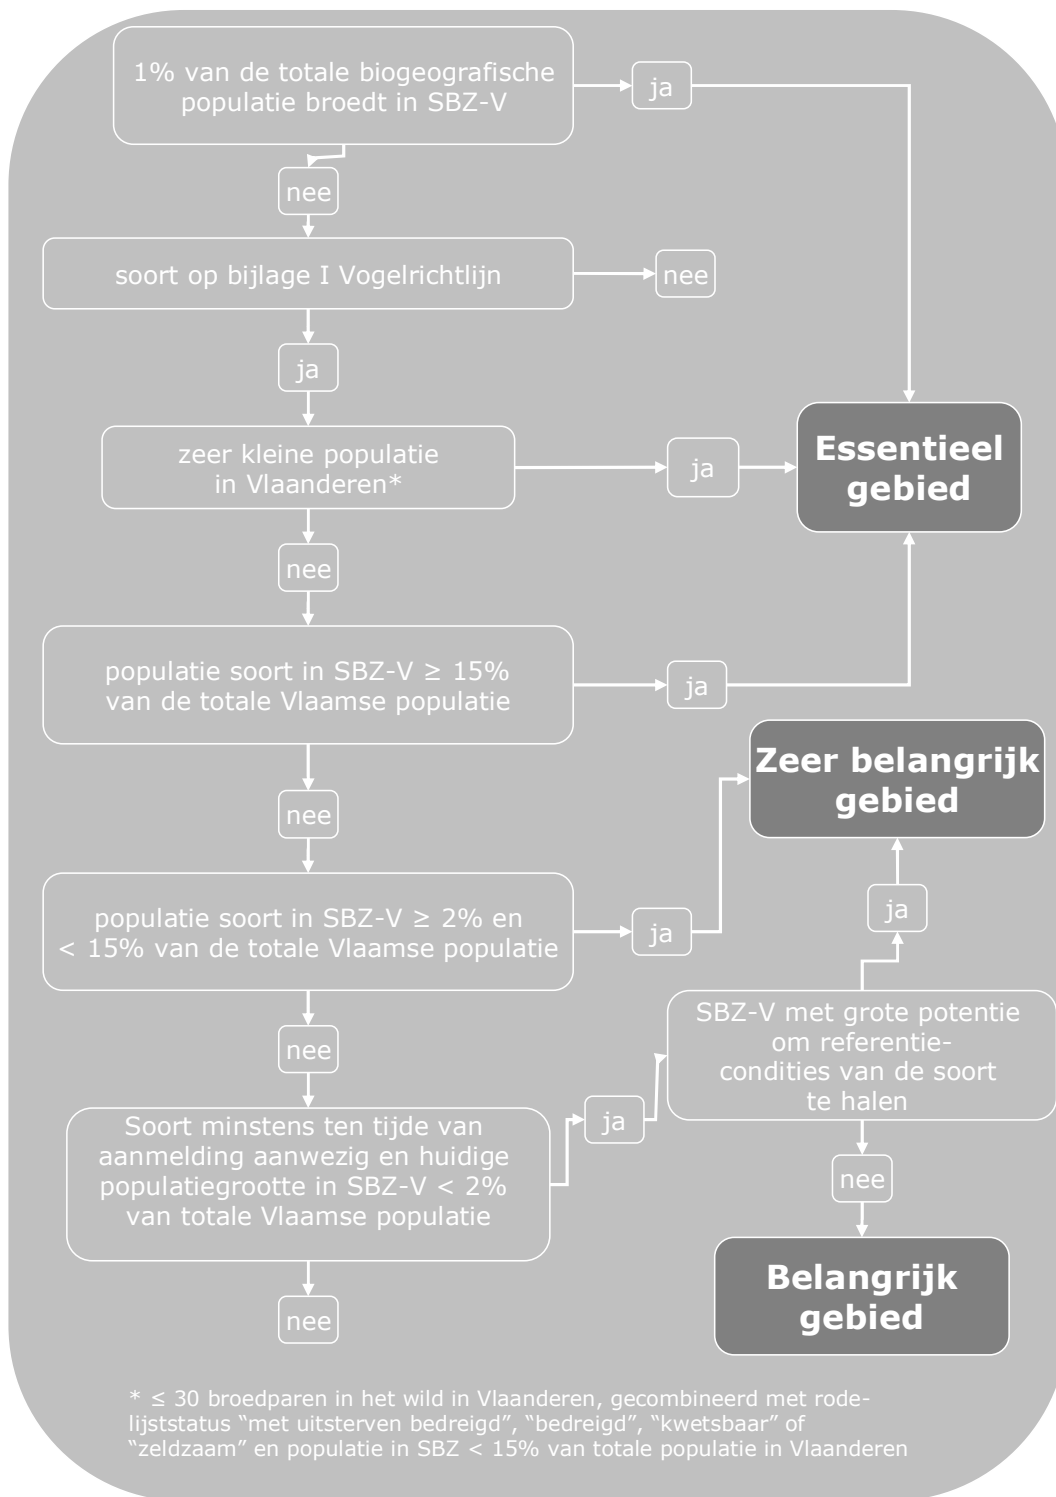 1% van de totale biogeografische
populatie broedt in SBZ-V
ja
nee
soort op bijlage I Vogelrichtlijn
nee
ja
zeer kleine populatie
in Vlaanderen*
ja
Essentieel
gebied
nee
populatie soort in SBZ-V ≥ 15%
van de totale Vlaamse populatie
ja
nee
Zeer belangrijk
gebied
populatie soort in SBZ-V ≥ 2% en
< 15% van de totale Vlaamse populatie
ja
ja
nee
SBZ-V met grote potentie
om referentie-
condities van de soort
te halen
Soort minstens ten tijde van
aanmelding aanwezig en huidige
populatiegrootte in SBZ-V < 2%
van totale Vlaamse populatie
ja
nee
Belangrijk
gebied
nee
* ≤ 30 broedparen in het wild in Vlaanderen, gecombineerd met rode-
lijststatus “met uitsterven bedreigd”, “bedreigd”, “kwetsbaar” of
“zeldzaam” en populatie in SBZ < 15% van totale populatie in Vlaanderen